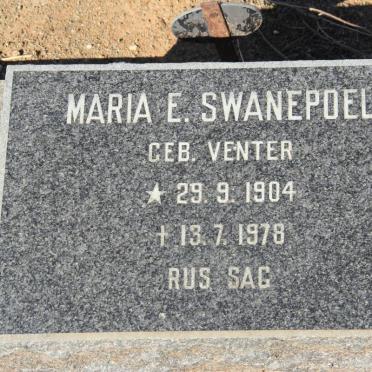 MARIA E. SWANEPOEL
GEB. VENTER
★ 29. 9. 1904
† 13. 7. 1978
RUS SAG